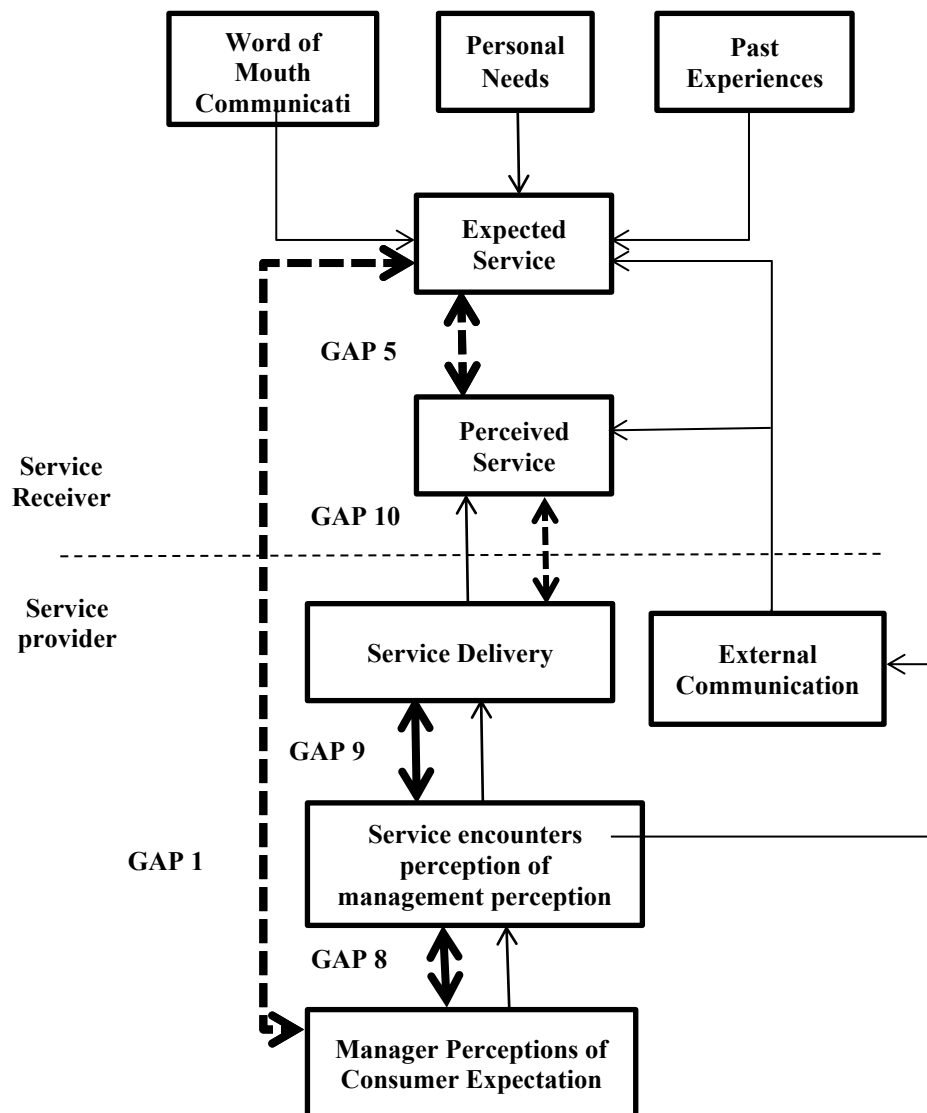 Word of
Mouth
Communicati
Personal
Needs
Past
Experiences
Expected
Service
GAP 5
Perceived
Service
Service
Receiver
GAP 10
Service
provider
Service Delivery
External
Communication
GAP 9
Service encounters
perception of
management perception
GAP 1
GAP 8
Manager Perceptions of
Consumer Expectation